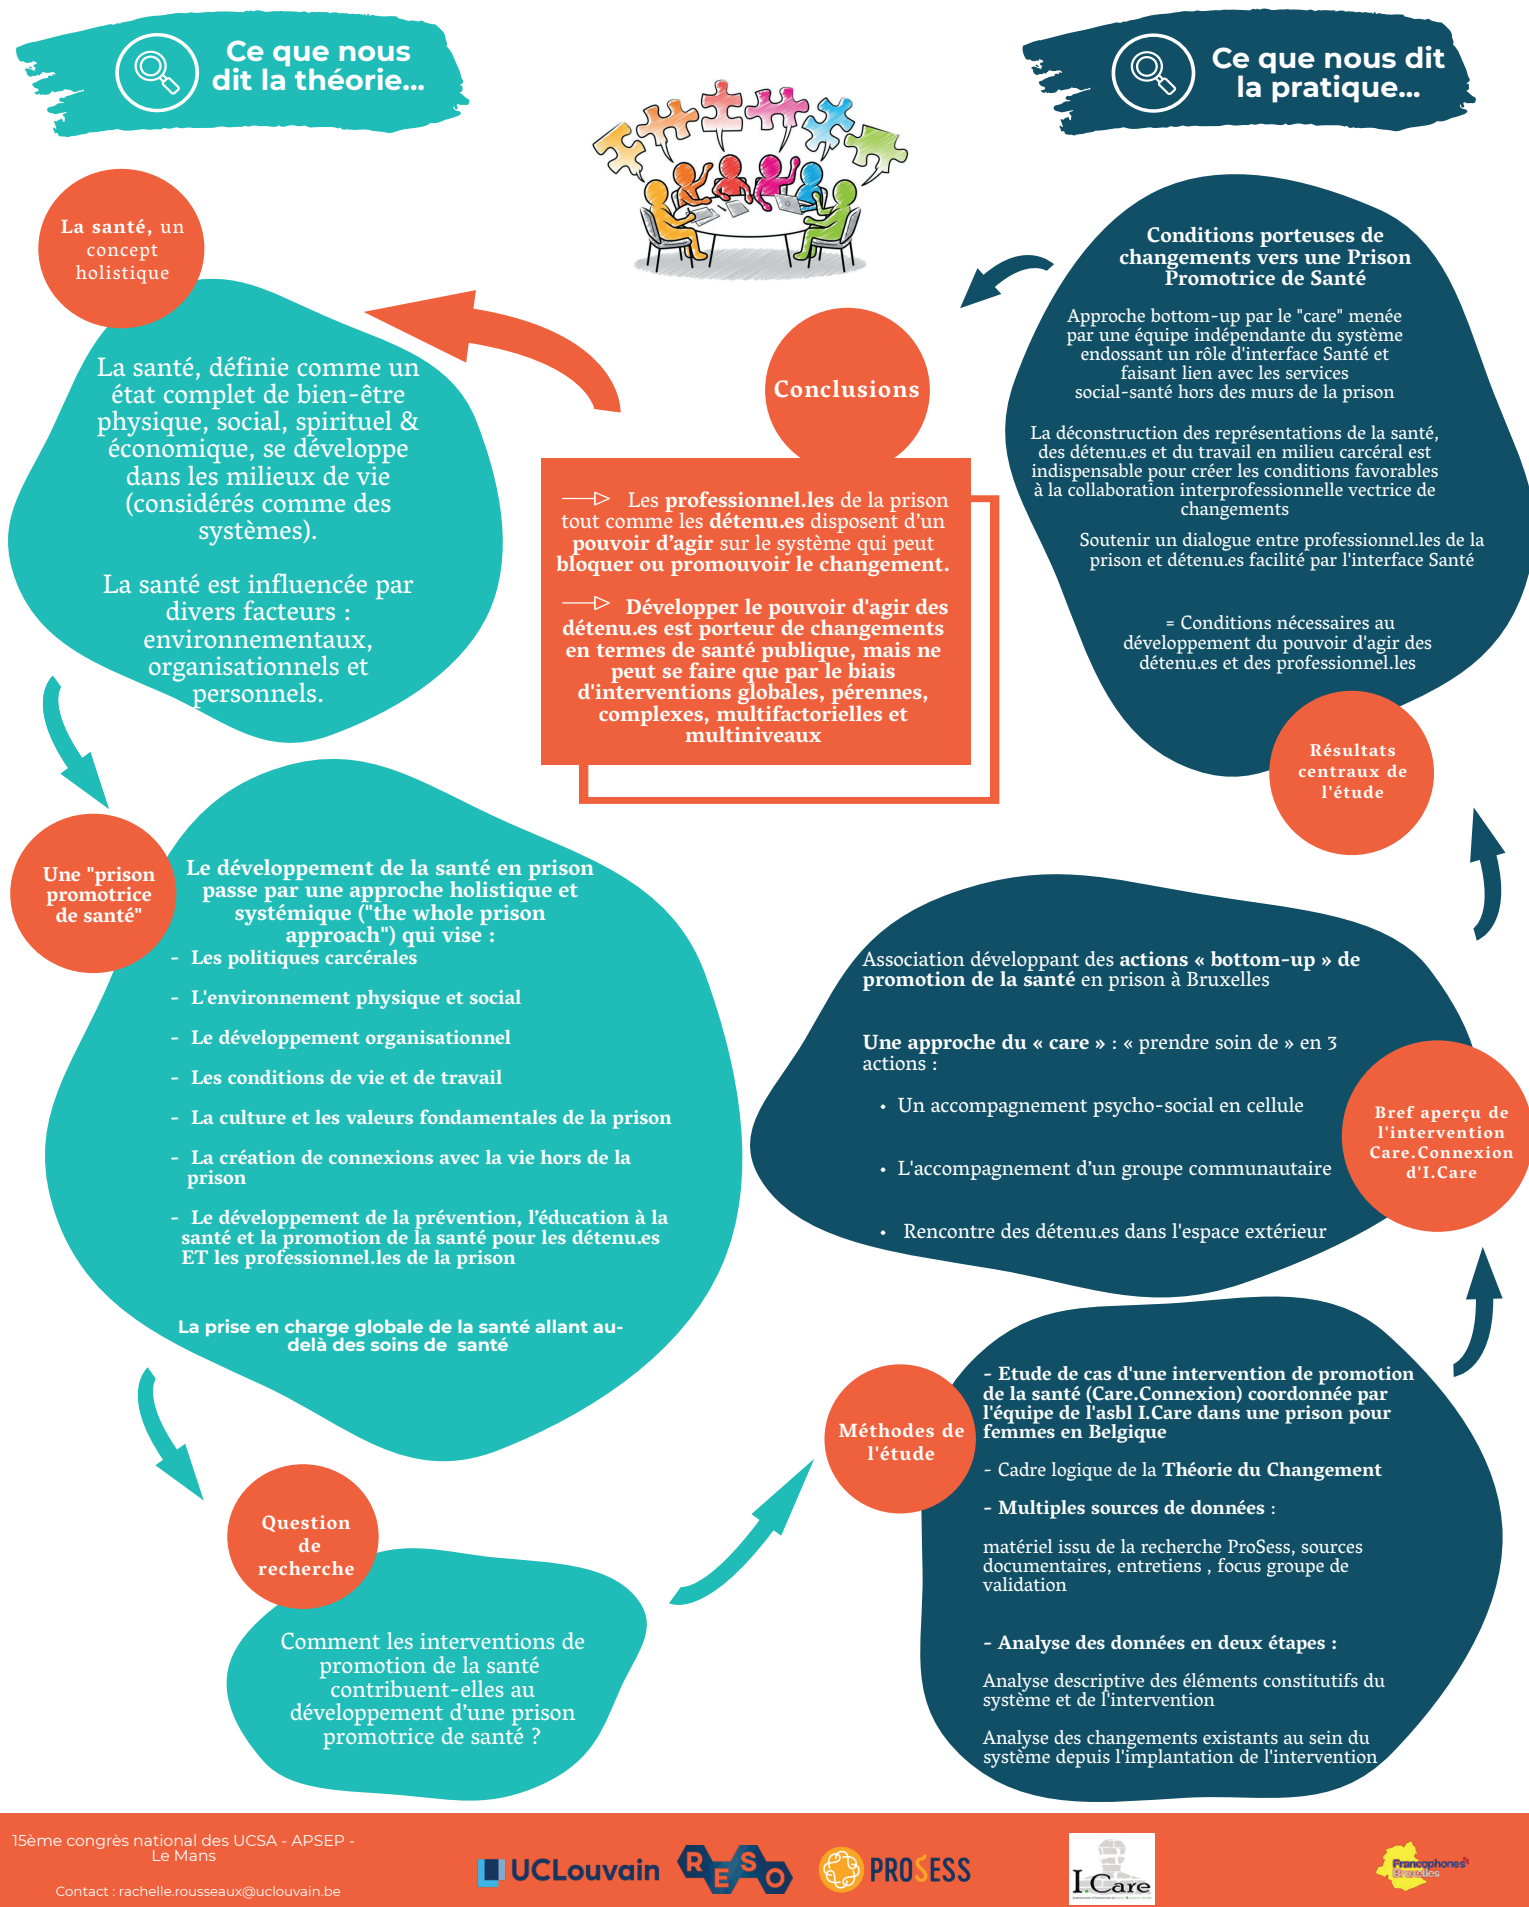 Ce que nous
dit la théorie...
La santé, un
concept
holistique
La santé, définie comme un
état complet de bien-être
physique, social, spirituel &
économique, se développe
dans les milieux de vie
(considérés comme des
systèmes).
La santé est influencée par
divers facteurs :
environnementaux,
organisationnels et
personnels.
Une "prison
promotrice
de santé"
Le développement de la santé en prison
passe par une approche holistique et
systémique ("the whole prison
approach") qui vise :
- Les politiques carcérales
- L'environnement physique et social
- Le développement organisationnel
- Les conditions de vie et de travail
- La culture et les valeurs fondamentales de la prison
- La création de connexions avec la vie hors de la
prison
- Le développement de la prévention, l’éducation à la
santé et la promotion de la santé pour les détenu.es
ET les professionnel.les de la prison
La prise en charge globale de la santé allant au-
delà des soins de santé
Question
de
recherche
Comment les interventions de
promotion de la santé
contribuent-elles au
développement d’une prison
promotrice de santé ?
Méthodes de
l'étude
- Etude de cas d'une intervention de promotion
de la santé (Care.Connexion) coordonnée par
l'équipe de l'asbl I.Care dans une prison pour
femmes en Belgique
- Cadre logique de la Théorie du Changement
- Multiples sources de données :
matériel issu de la recherche ProSess, sources
documentaires, entretiens , focus groupe de
validation
- Analyse des données en deux étapes :
Analyse descriptive des éléments constitutifs du
système et de l'intervention
Analyse des changements existants au sein du
système depuis l'implantation de l'intervention
Bref aperçu de
l'intervention
Care.Connexion
d'I.Care
Association développant des actions « bottom-up » de
promotion de la santé en prison à Bruxelles
Une approche du « care » : « prendre soin de » en 3
actions :
• Un accompagnement psycho-social en cellule
• L'accompagnement d’un groupe communautaire
• Rencontre des détenu.es dans l'espace extérieur
Résultats
centraux de
l'étude
Ce que nous dit
la pratique...
Conditions porteuses de
changements vers une Prison
Promotrice de Santé
Approche bottom-up par le "care" menée
par une équipe indépendante du système
endossant un rôle d'interface Santé et
faisant lien avec les services
social-santé hors des murs de la prison
La déconstruction des représentations de la santé,
des détenu.es et du travail en milieu carcéral est
indispensable pour créer les conditions favorables
à la collaboration interprofessionnelle vectrice de
changements
Soutenir un dialogue entre professionnel.les de la
prison et détenu.es facilité par l'interface Santé
= Conditions nécessaires au
développement du pouvoir d'agir des
détenu.es et des professionnel.les
Conclusions
Les professionnel.les de la prison
tout comme les détenu.es disposent d’un
pouvoir d’agir sur le système qui peut
bloquer ou promouvoir le changement.
Développer le pouvoir d'agir des
détenu.es est porteur de changements
en termes de santé publique, mais ne
peut se faire que par le biais
d'interventions globales, pérennes,
complexes, multifactorielles et
multiniveaux
15ème congrès national des UCSA - APSEP -
Le Mans
Contact : rachelle.rousseaux@uclouvain.be
UCLouvain
RESO
PROSESS
I.Care
Francophones
Bruxelles